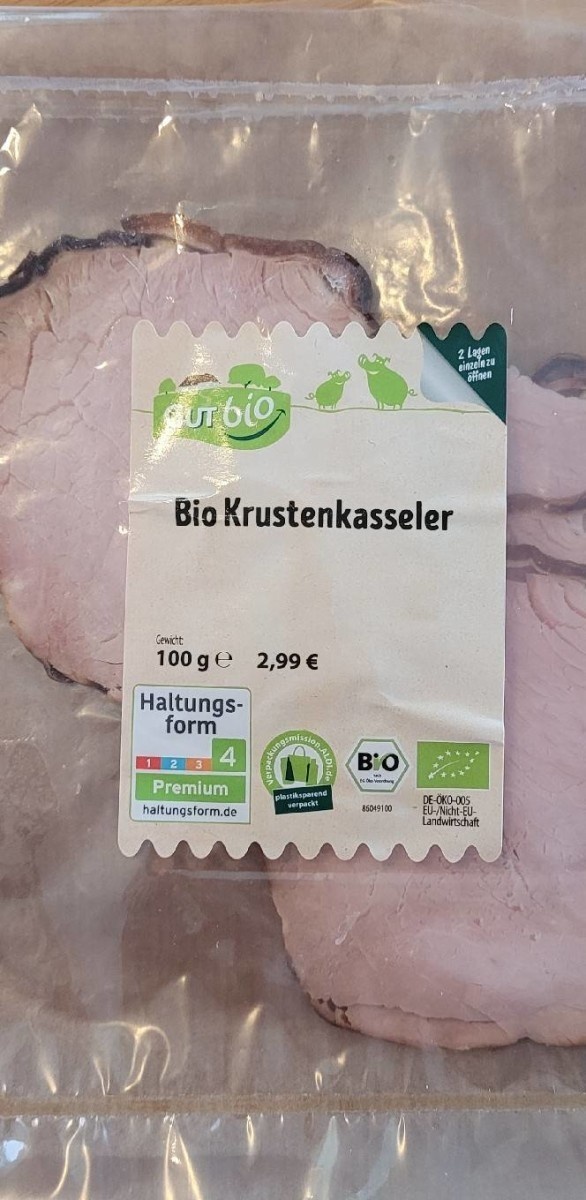 2 Lagen
einzeln zu
öffnen
GUT bio
Bio Krustenkasseler
Gewicht:
100 g ℮ 2,99 €
Haltungs-
form
1 2 3 4
Premium
haltungsform.de
Verpackungsmission.ALDI.de
plastiksparend
verpackt
Bio
nach
EG-Öko-Verordnung
86049100
DE-ÖKO-005
EU-/Nicht-EU-
Landwirtschaft